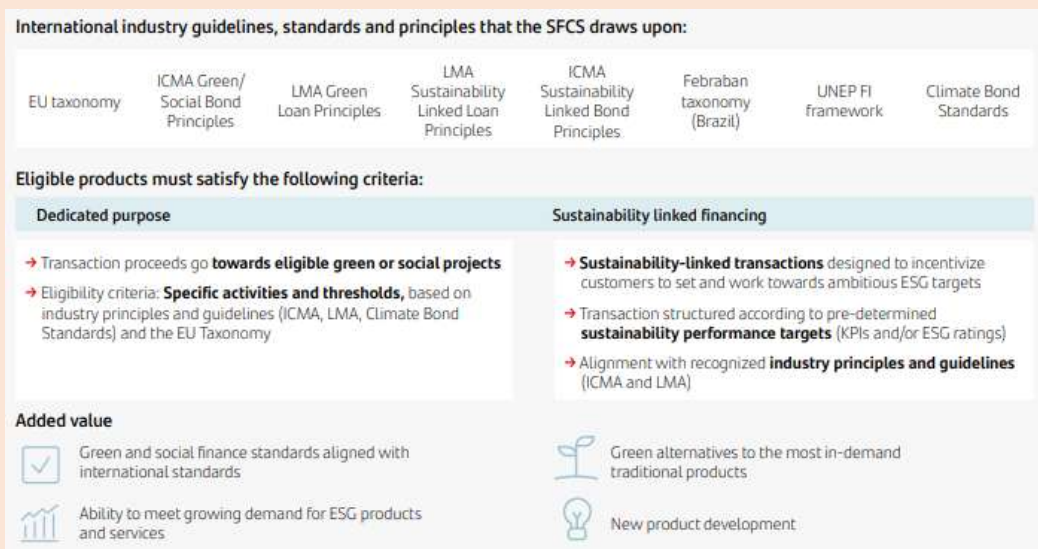 International industry guidelines, standards and principles that the SFCS draws upon:
EU taxonomy
ICMA Green/
Social Bond
Principles
LMA Green
Loan Principles
LMA
Sustainability
Linked Loan
Principles
ICMA
Sustainability
Linked Bond
Principles
Febraban
taxonomy
(Brazil)
UNEP FI
framework
Climate Bond
Standards
Eligible products must satisfy the following criteria:
Dedicated purpose
→ Transaction proceeds go towards eligible green or social projects
→ Eligibility criteria: Specific activities and thresholds, based on
industry principles and guidelines (ICMA, LMA, Climate Bond
Standards) and the EU Taxonomy
Sustainability linked financing
→ Sustainability-linked transactions designed to incentivize
customers to set and work towards ambitious ESG targets
→ Transaction structured according to pre-determined
sustainability performance targets (KPIs and/or ESG ratings)
→ Alignment with recognized industry principles and guidelines
(ICMA and LMA)
Added value
Green and social finance standards aligned with
international standards
Green alternatives to the most in-demand
traditional products
Ability to meet growing demand for ESG products
and services
New product development